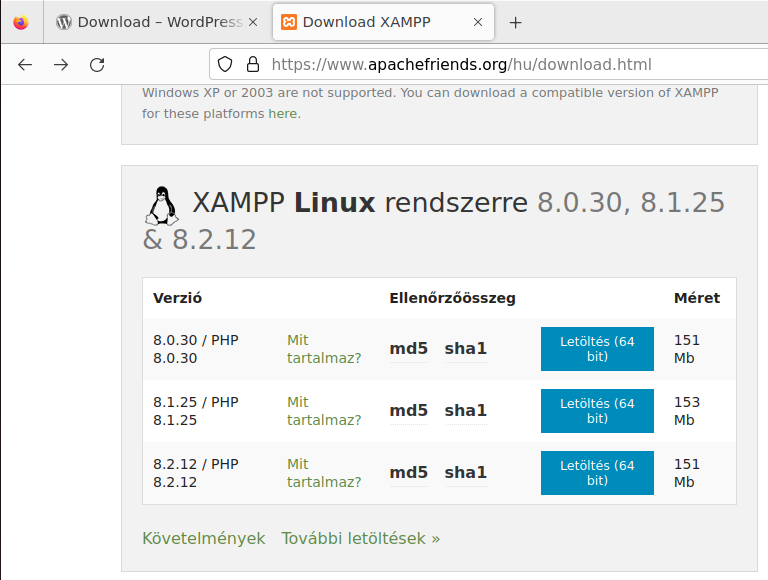 Download – WordPress
Download XAMPP
https://www.apachefriends.org/hu/download.html
Windows XP or 2003 are not supported. You can download a compatible version of XAMPP
for these platforms here.
XAMPP Linux rendszerre 8.0.30, 8.1.25
& 8.2.12
Verzió Ellenőrzőösszeg Méret
8.0.30 / PHP
8.0.30
Mit
tartalmaz?
md5 sha1
Letöltés (64
bit)
151
Mb
8.1.25 / PHP
8.1.25
Mit
tartalmaz?
md5 sha1
Letöltés (64
bit)
153
Mb
8.2.12 / PHP
8.2.12
Mit
tartalmaz?
md5 sha1
Letöltés (64
bit)
151
Mb
Követelmények További letöltések »